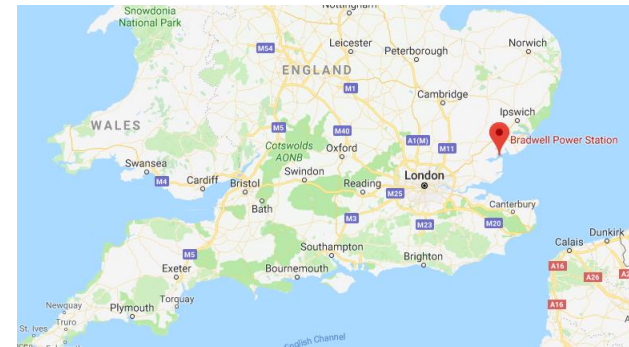 Nottingham
Snowdonia
National Park
Leicester
Peterborough
Norwich
M54
ENGLAND
M1
Cambridge
WALES
Ipswich
M5
M40
A1(M)
M11
Bradwell Power Station
Cotswolds
AONB
Oxford
Swansea
M4
Cardiff
Bristol
Swindon
Reading
London
M25
Bath
Canterbury
M3
M23
M20
Dunkirk
Calais
M5
Southampton
Brighton
Exeter
Bournemouth
A16
A26
Torquay
Newquay
Plymouth
A16
Truro
St. Ives
English Channel